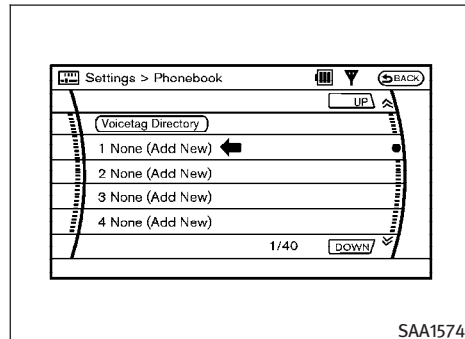 Settings > Phonebook
BACK
UP
Voicetag Directory
1 None (Add New)
2 None (Add New)
3 None (Add New)
4 None (Add New)
1/40 DOWN
SAA1574